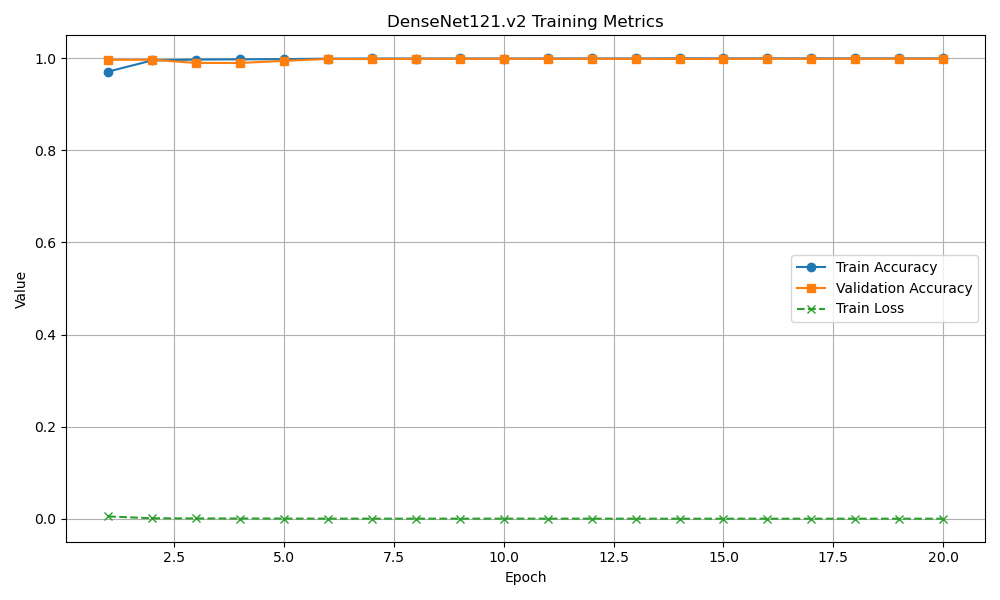 DenseNet121.v2 Training Metrics
1.0
0.8
0.6
0.4
0.2
0.0
Value
Train Accuracy
Validation Accuracy
Train Loss
2.5 5.0 7.5 10.0 12.5 15.0 17.5 20.0
Epoch